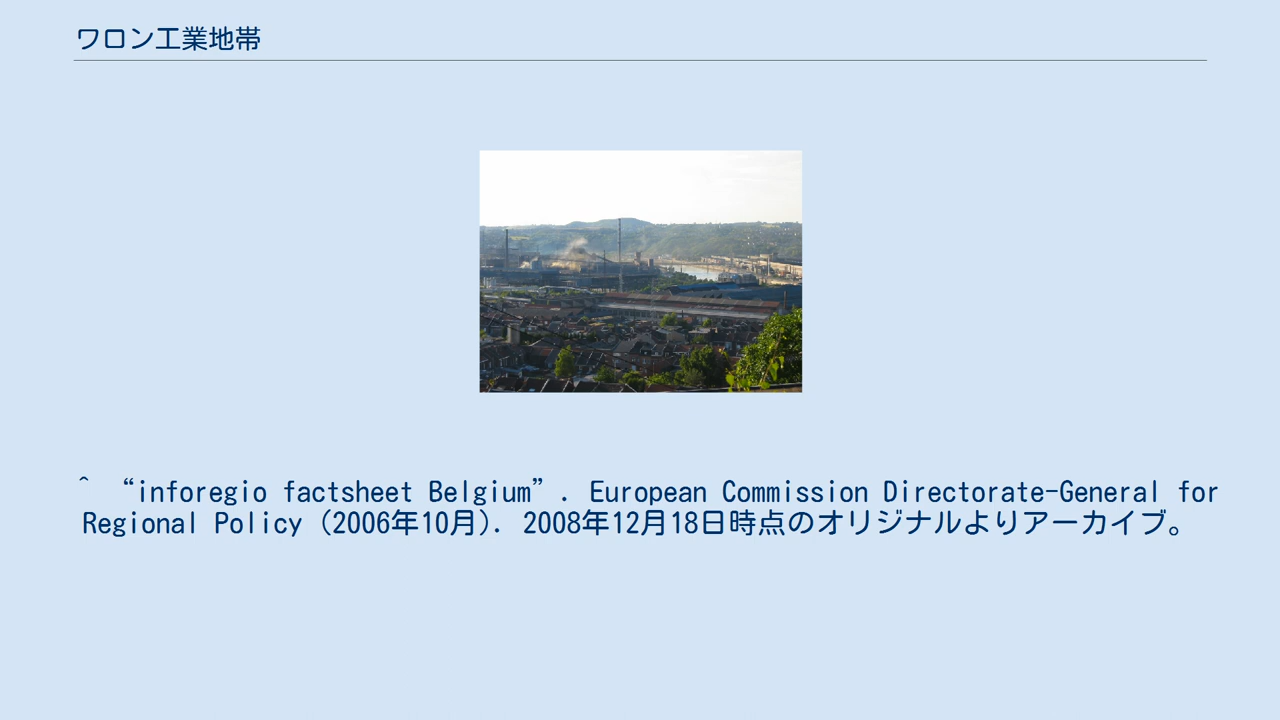 ワロン工業地帯
^ “inforegio factsheet Belgium”. European Commission Directorate-General for
Regional Policy (2006年10月). 2008年12月18日時点のオリジナルよりアーカイブ。